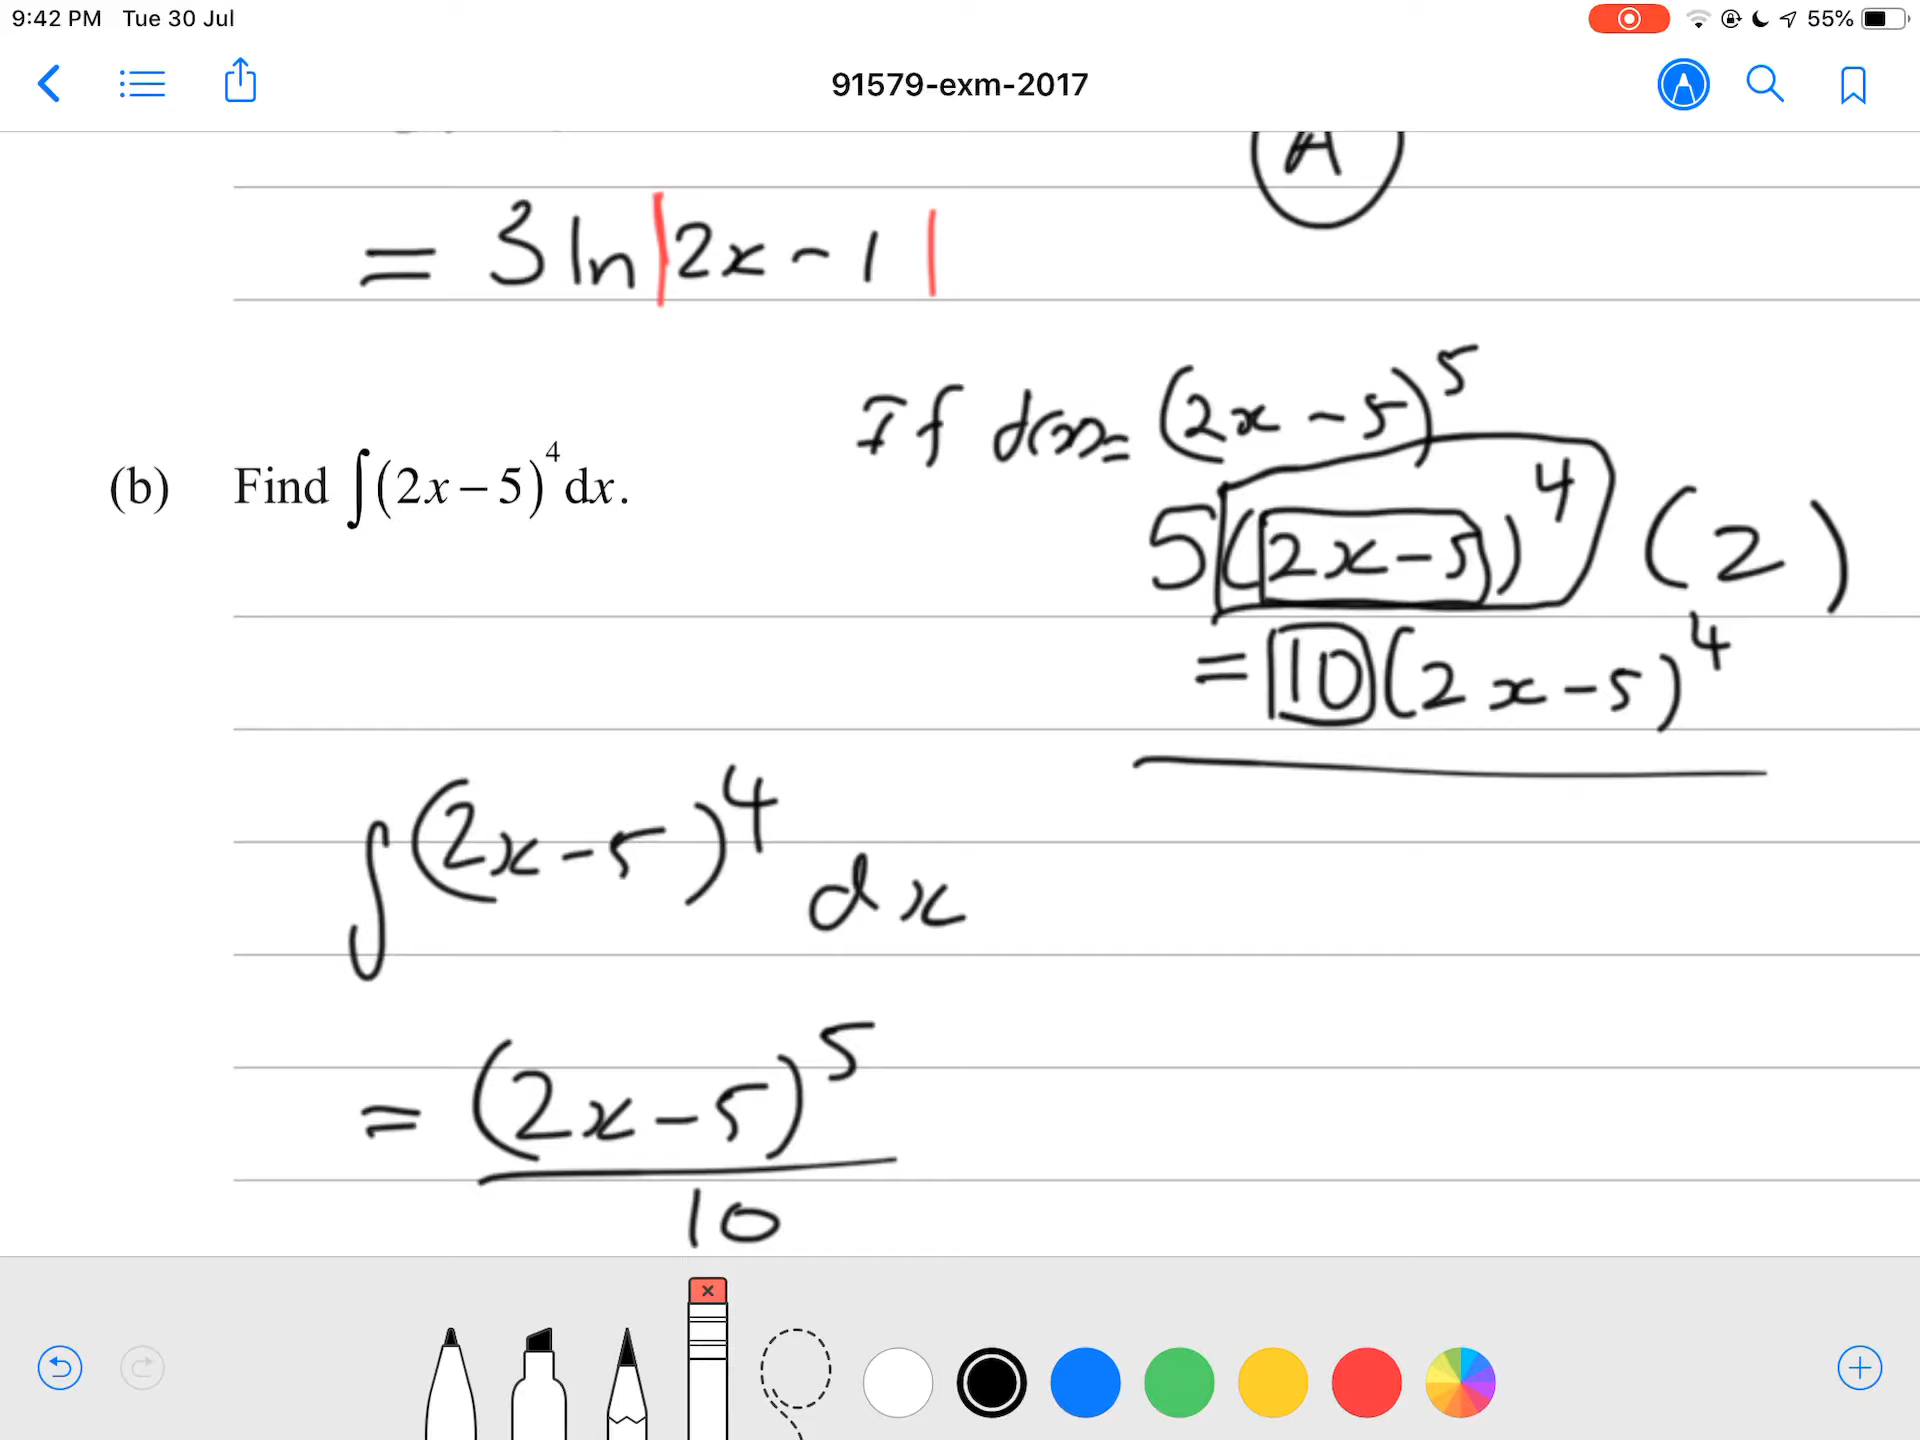 9:42 PM Tue 30 Jul 55%
91579-exm-2017
A
= 3 ln |2x - 1|
If d(x)= (2x - 5)^5
(b) Find ∫(2x – 5)^4 dx.
5((2x-5))^4 (2)
= 10 (2x-5)^4
∫(2x-5)^4 dx
= (2x-5)^5
10